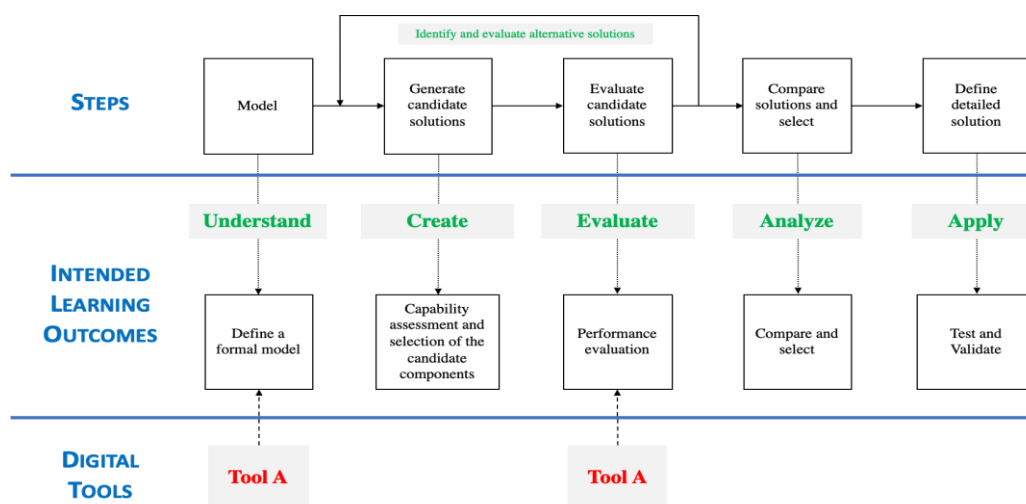 Identify and evaluate alternative solutions
STEPS
Model
Generate
candidate
solutions
Evaluate
candidate
solutions
Compare
solutions and
select
Define
detailed
solution
Understand
Create
Evaluate
Analyze
Apply
INTENDED
LEARNING
OUTCOMES
Define a
formal model
Capability
assessment and
selection of the
candidate
components
Performance
evaluation
Compare and
select
Test and
Validate
DIGITAL
TOOLS
Tool A
Tool A